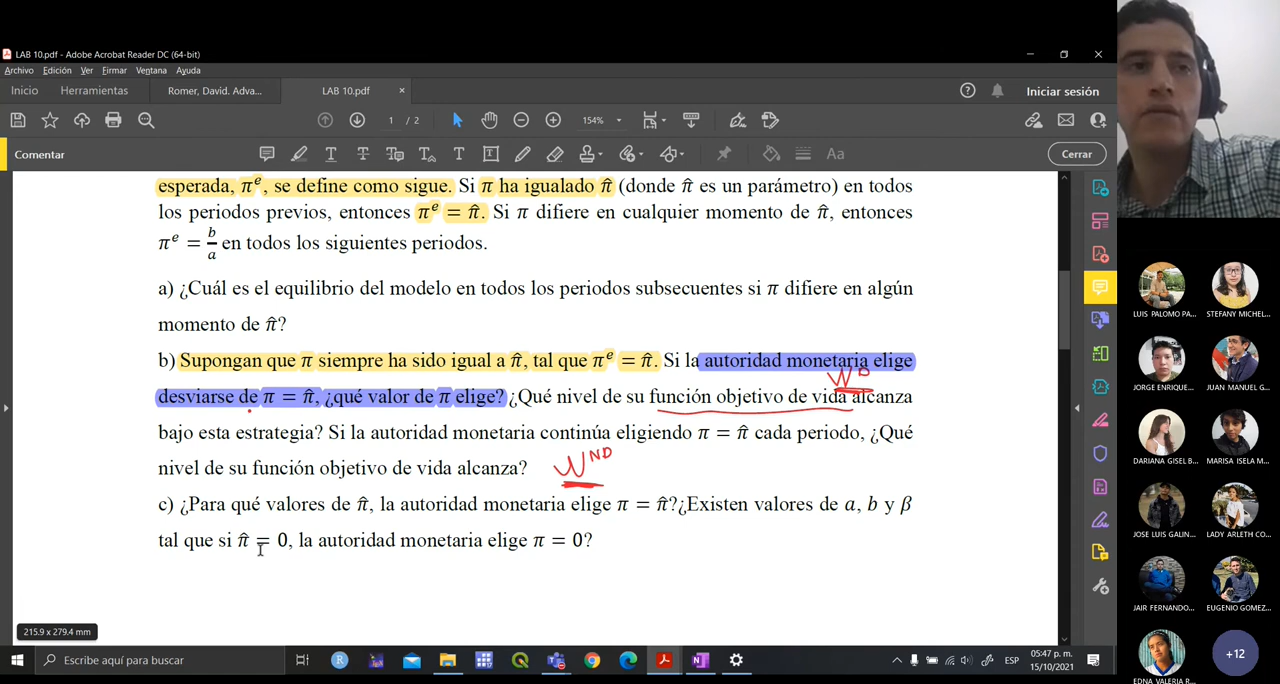 LAB 10.pdf - Adobe Acrobat Reader DC (64-bit)
Archivo Edición Ver Firmar Ventana Ayuda
Inicio Herramientas Romer, David. Adva... LAB 10.pdf × Iniciar sesión
1 / 2 154%
Comentar Cerrar
esperada, π^e, se define como sigue. Si π ha igualado π̂ (donde π̂ es un parámetro) en todos
los periodos previos, entonces π^e = π̂. Si π difiere en cualquier momento de π̂, entonces
π^e = b/a en todos los siguientes periodos.
a) ¿Cuál es el equilibrio del modelo en todos los periodos subsecuentes si π difiere en algún
momento de π̂?
b) Supongan que π siempre ha sido igual a π̂, tal que π^e = π̂. Si la autoridad monetaria elige
W^D
desviarse de π = π̂, ¿qué valor de π elige? ¿Qué nivel de su función objetivo de vida alcanza
bajo esta estrategia? Si la autoridad monetaria continúa eligiendo π = π̂ cada periodo, ¿Qué
nivel de su función objetivo de vida alcanza? W^ND
c) ¿Para qué valores de π̂, la autoridad monetaria elige π = π̂?¿Existen valores de a, b y β
tal que si π̂ = 0, la autoridad monetaria elige π = 0?
215.9 x 279.4 mm
LUIS PALOMO PA... STEFANY MICHEL...
JORGE ENRIQUE... JUAN MANUEL G...
DARIANA GISEL B... MARISA ISELA M...
JOSE LUIS GALIN... LADY ARLETH CO...
JAIR FERNANDO... EUGENIO GOMEZ...
EDNA VALERIA R... +12
Escribe aquí para buscar
ESP 05:47 p. m.
15/10/2021